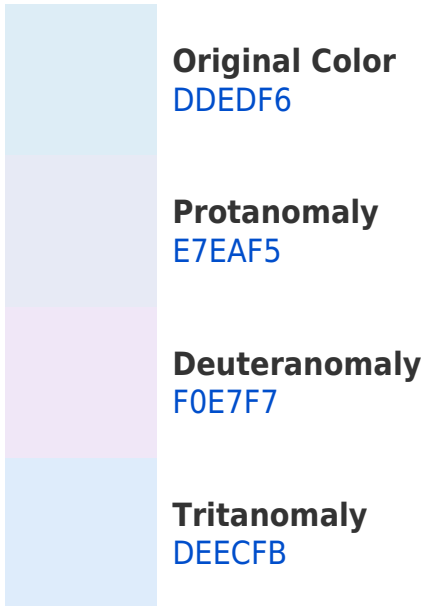 Original Color
DDEDF6
Protanomaly
E7EAF5
Deuteranomaly
F0E7F7
Tritanomaly
DEECFB